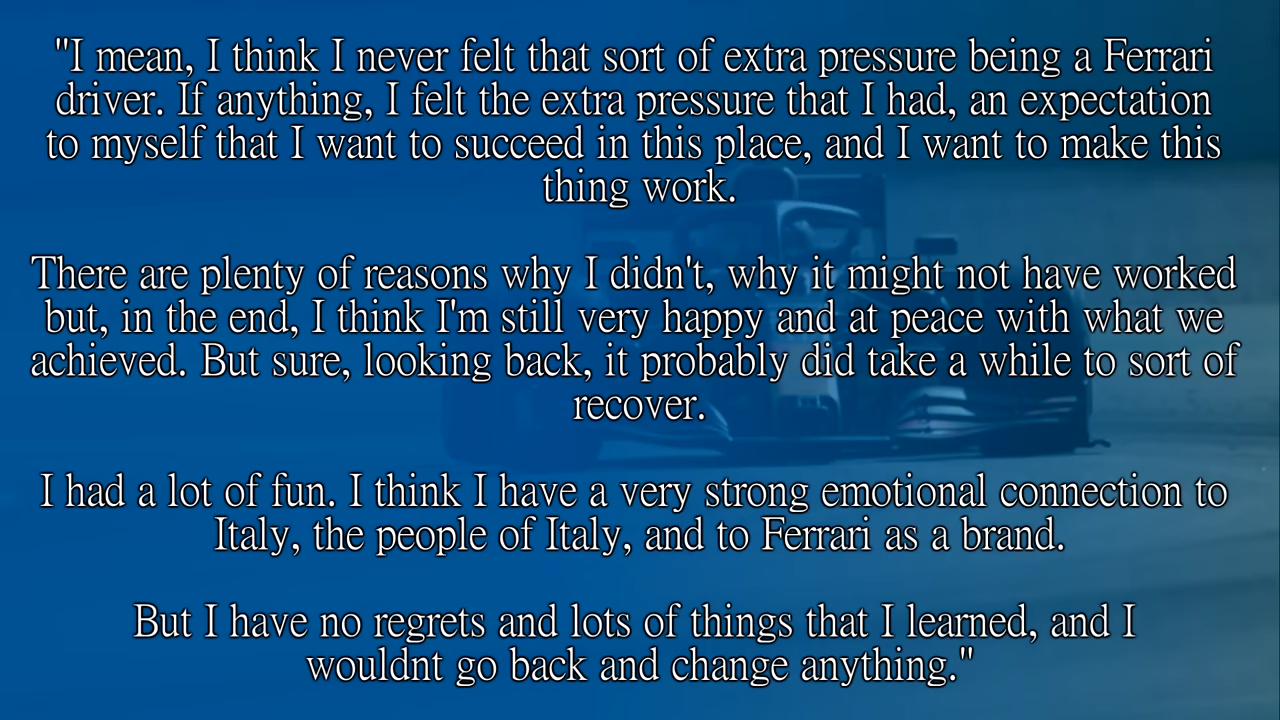 "I mean, I think I never felt that sort of extra pressure being a Ferrari
driver. If anything, I felt the extra pressure that I had, an expectation
to myself that I want to succeed in this place, and I want to make this
thing work.
There are plenty of reasons why I didn't, why it might not have worked
but, in the end, I think I'm still very happy and at peace with what we
achieved. But sure, looking back, it probably did take a while to sort of
recover.
I had a lot of fun. I think I have a very strong emotional connection to
Italy, the people of Italy, and to Ferrari as a brand.
But I have no regrets and lots of things that I learned, and I
wouldnt go back and change anything."